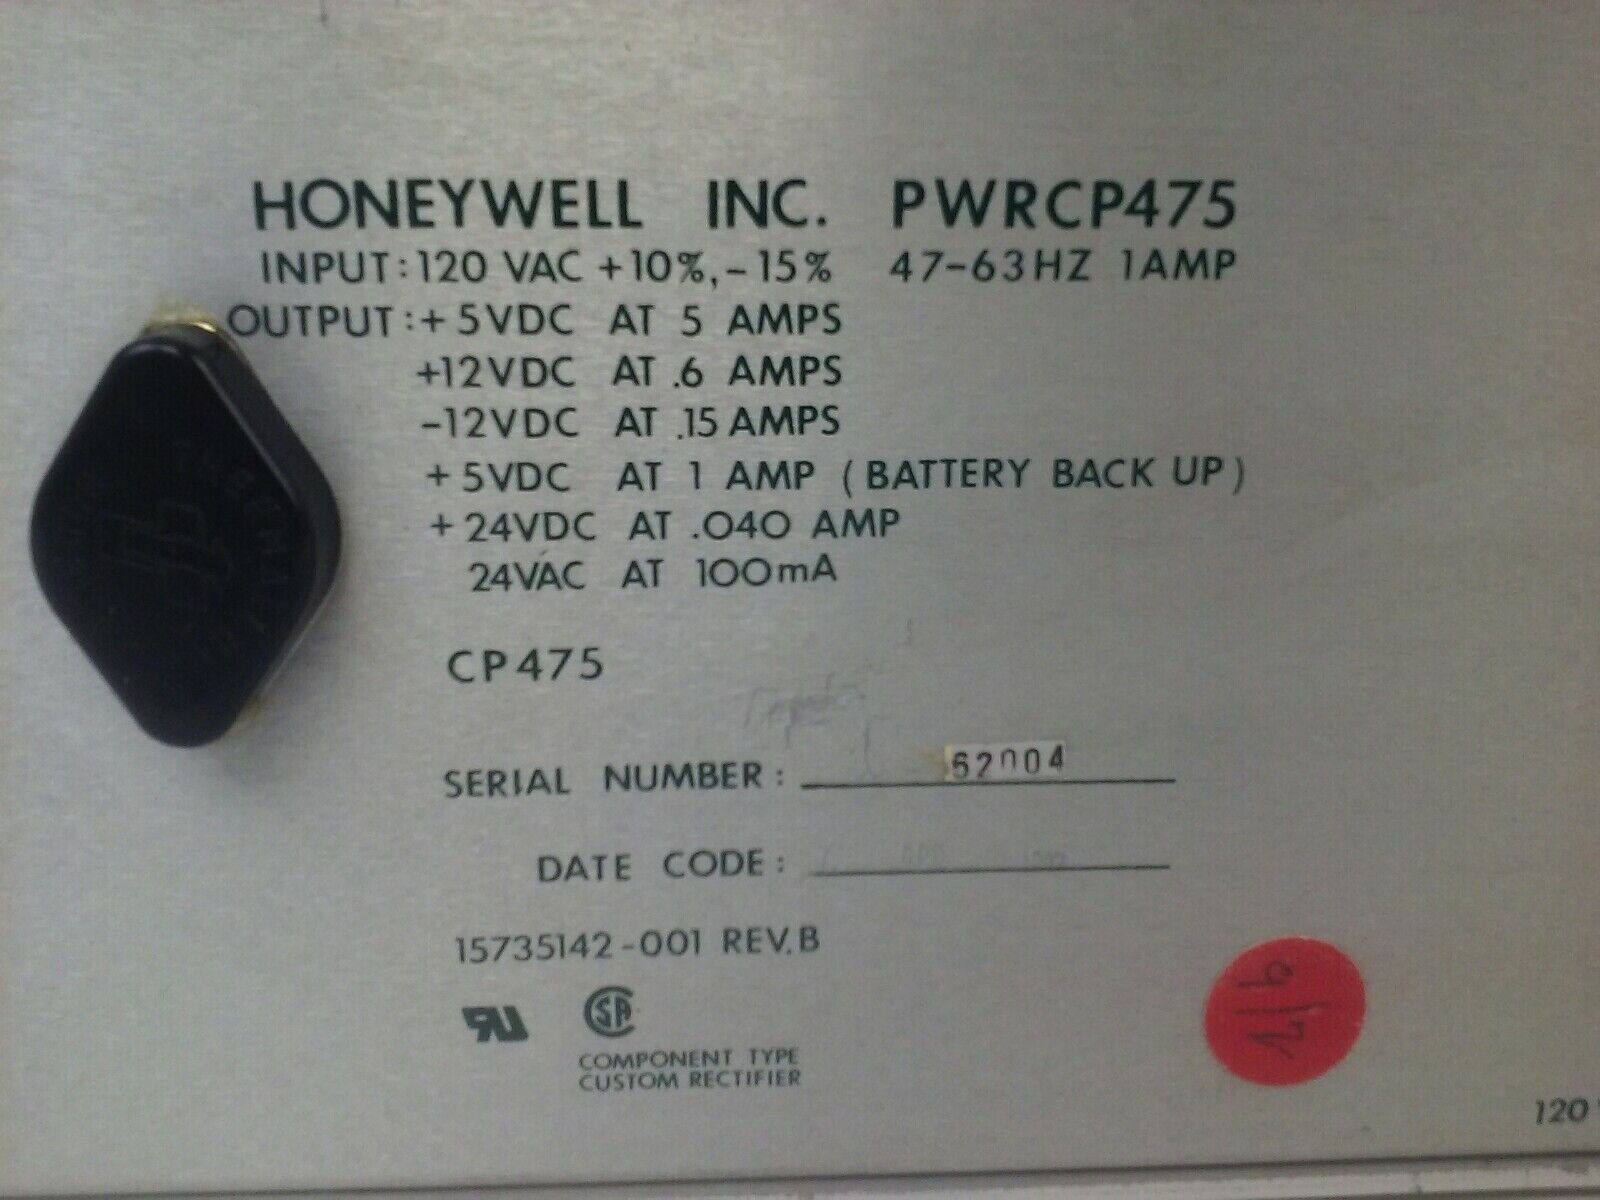 HONEYWELL INC. PWRCP475
INPUT: 120 VAC +10%, -15% 47-63HZ 1AMP
OUTPUT: +5VDC AT 5 AMPS
+12VDC AT .6 AMPS
-12VDC AT .15 AMPS
+5VDC AT 1 AMP (BATTERY BACK UP)
+24VDC AT .040 AMP
24VAC AT 100mA
CP475
SERIAL NUMBER: 62004
DATE CODE:
15735142-001 REV.B
CSA
COMPONENT TYPE
CUSTOM RECTIFIER
120